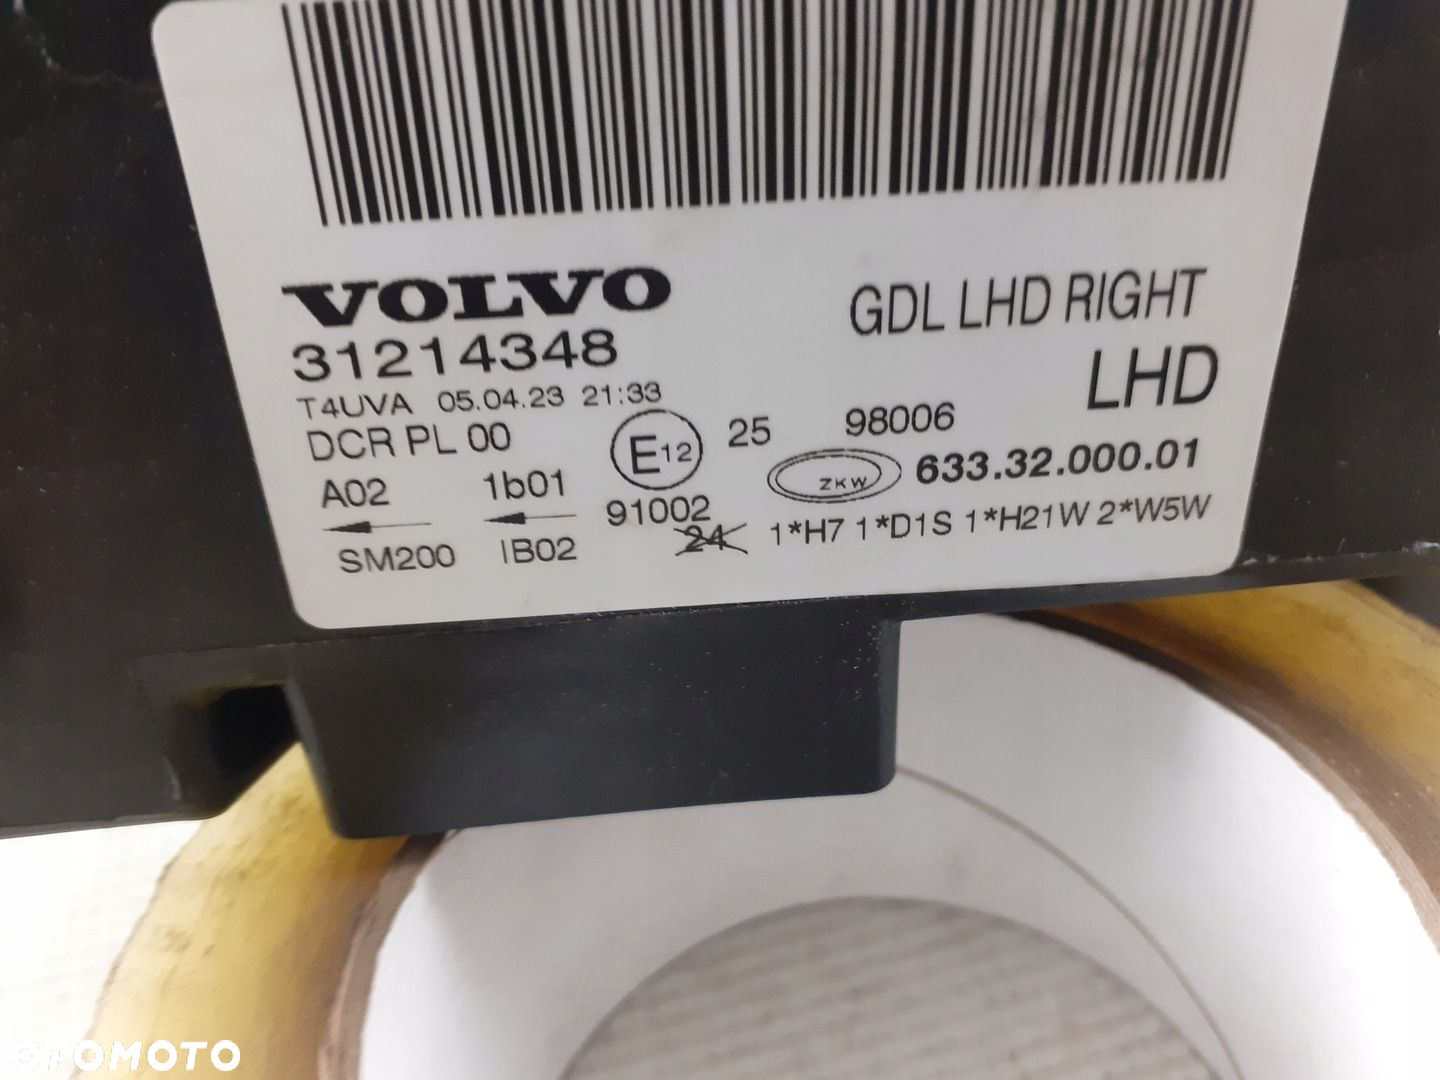 VOLVO
31214348
GDL LHD RIGHT
LHD
T4UVA 05.04.23 21:33
DCR PL 00
E12
25
98006
A02
1b01
ZKW
633.32.000.01
91002
24
1*H7 1*D1S 1*H21W 2*W5W
SM200
IB02
OTOMOTO